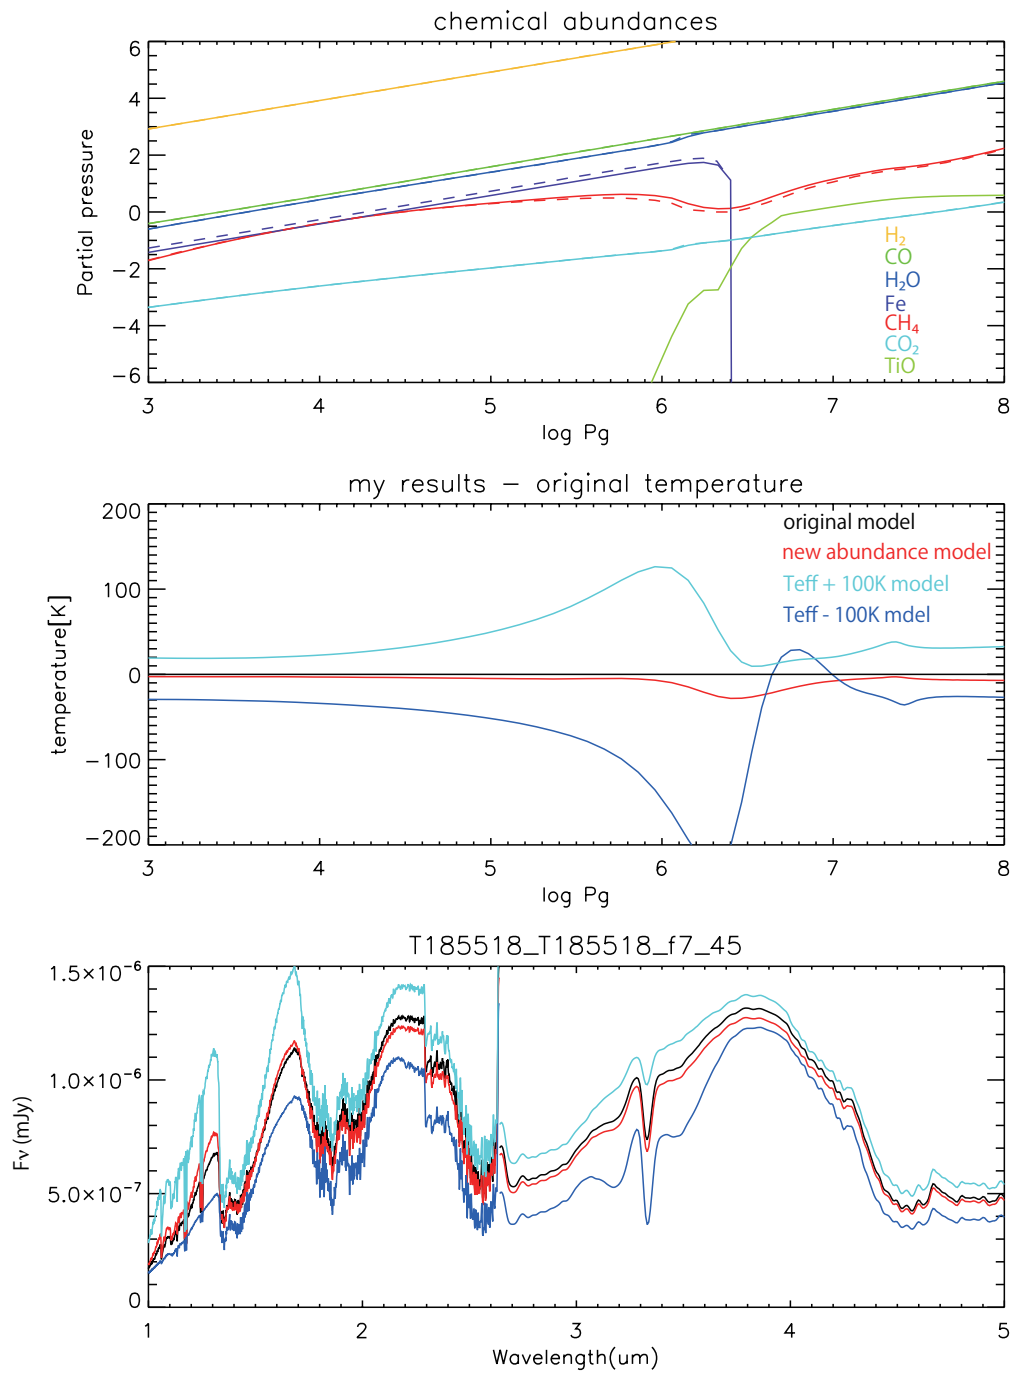 chemical abundances
6
4
2
0
−2
−4
−6
Partial pressure
H2
CO
H2O
Fe
CH4
CO2
TiO
3 4 5 6 7 8
log Pg
my results − original temperature
200
100
0
−100
−200
temperature[K]
original model
new abundance model
Teff + 100K model
Teff - 100K mdel
3 4 5 6 7 8
log Pg
T185518_T185518_f7_45
1.5×10⁻⁶
1.0×10⁻⁶
5.0×10⁻⁷
0
Fν (mJy)
1 2 3 4 5
Wavelength(um)